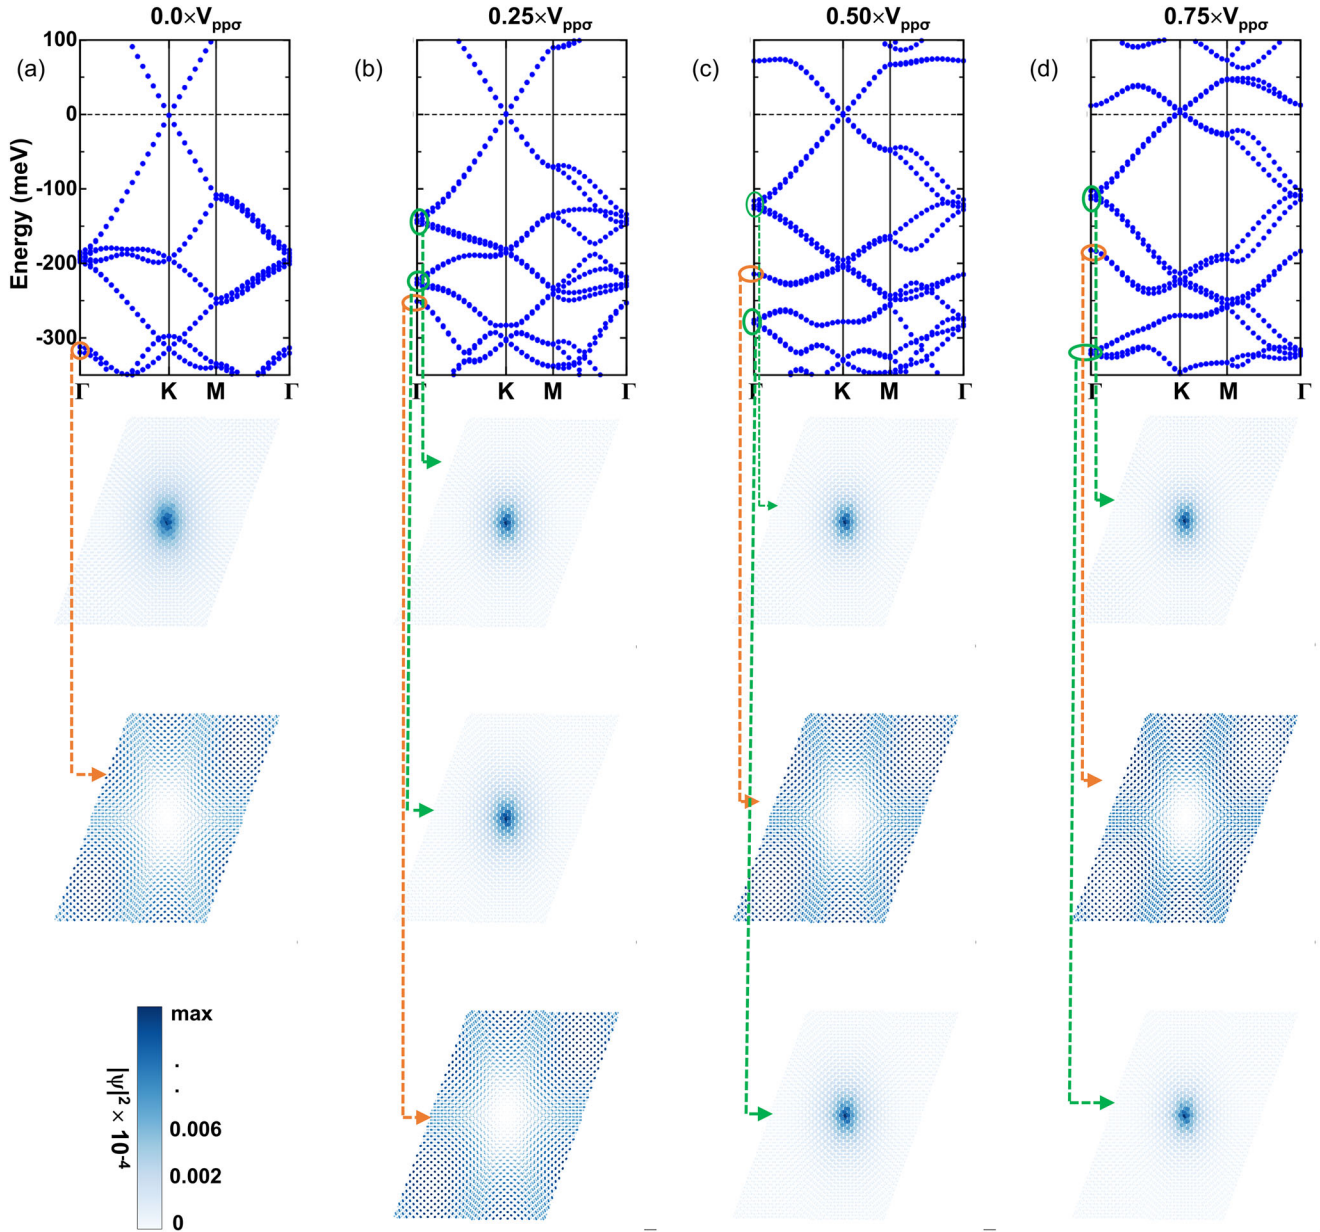 0.0×Vppσ 0.25×Vppσ 0.50×Vppσ 0.75×Vppσ
(a) (b) (c) (d)
100
0
-100
-200
-300
Energy (meV)
Γ K M Γ Γ K M Γ Γ K M Γ Γ K M Γ
max
.
.
0.006
0.002
0
|ψ|² × 10⁻⁴